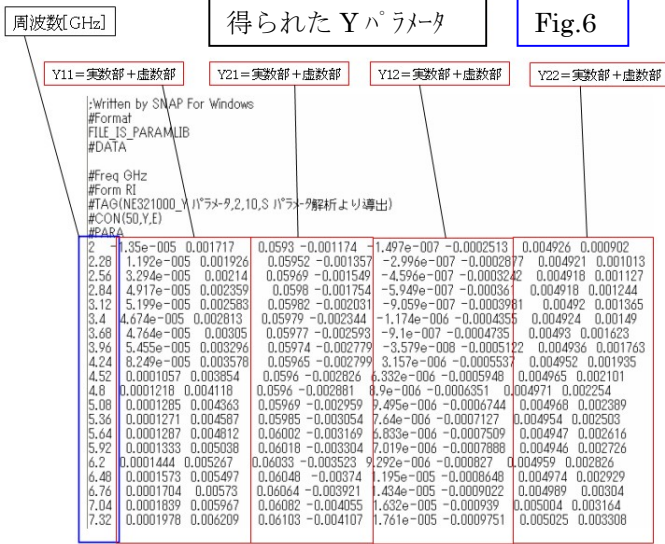 周波数[GHz]
得られた Y パラメータ
Fig.6
Y11＝実数部＋虚数部
Y21＝実数部＋虚数部
Y12＝実数部＋虚数部
Y22＝実数部＋虚数部
;Written by SNAP For Windows
#Format
FILE_IS_PARAMLIB
#DATA
#Freq GHz
#Form RI
#TAG(NE321000_Y パラメータ,2,10,S パラメータ解析より導出)
#CON(50,Y,E)
#PARA
2 -1.35e-005 0.001717 0.0593 -0.001174 -1.497e-007 -0.0002513 0.004926 0.000902
2.28 1.192e-005 0.001926 0.05952 -0.001357 -2.996e-007 -0.0002877 0.004921 0.001013
2.56 3.294e-005 0.00214 0.05969 -0.001549 -4.596e-007 -0.0003242 0.004918 0.001127
2.84 4.917e-005 0.002359 0.0598 -0.001754 -5.949e-007 -0.000361 0.004918 0.001244
3.12 5.199e-005 0.002583 0.05982 -0.002031 -9.059e-007 -0.0003981 0.00492 0.001365
3.4 4.674e-005 0.002813 0.05979 -0.002344 -1.174e-006 -0.0004355 0.004924 0.00149
3.68 4.764e-005 0.00305 0.05977 -0.002593 -9.1e-007 -0.0004735 0.00493 0.001623
3.96 5.455e-005 0.003296 0.05974 -0.002779 -3.579e-008 -0.0005122 0.004936 0.001763
4.24 8.249e-005 0.003578 0.05965 -0.002799 3.157e-006 -0.0005537 0.004952 0.001935
4.52 0.0001057 0.003854 0.0596 -0.002826 6.332e-006 -0.0005948 0.004965 0.002101
4.8 0.0001218 0.004118 0.0596 -0.002881 8.9e-006 -0.0006351 0.004971 0.002254
5.08 0.0001285 0.004363 0.05969 -0.002959 9.495e-006 -0.0006744 0.004968 0.002389
5.36 0.0001271 0.004587 0.05985 -0.003054 7.64e-006 -0.0007127 0.004954 0.002503
5.64 0.0001287 0.004812 0.06002 -0.003169 6.833e-006 -0.0007509 0.004947 0.002616
5.92 0.0001333 0.005038 0.06018 -0.003304 7.019e-006 -0.0007888 0.004946 0.002726
6.2 0.0001444 0.005267 0.06033 -0.003523 9.292e-006 -0.000827 0.004959 0.002826
6.48 0.0001573 0.005497 0.06048 -0.00374 1.195e-005 -0.0008648 0.004974 0.002929
6.76 0.0001704 0.00573 0.06064 -0.003921 1.434e-005 -0.0009022 0.004989 0.00304
7.04 0.0001839 0.005967 0.06082 -0.004055 1.632e-005 -0.000939 0.005004 0.003164
7.32 0.0001978 0.006209 0.06103 -0.004107 1.761e-005 -0.0009751 0.005025 0.003308